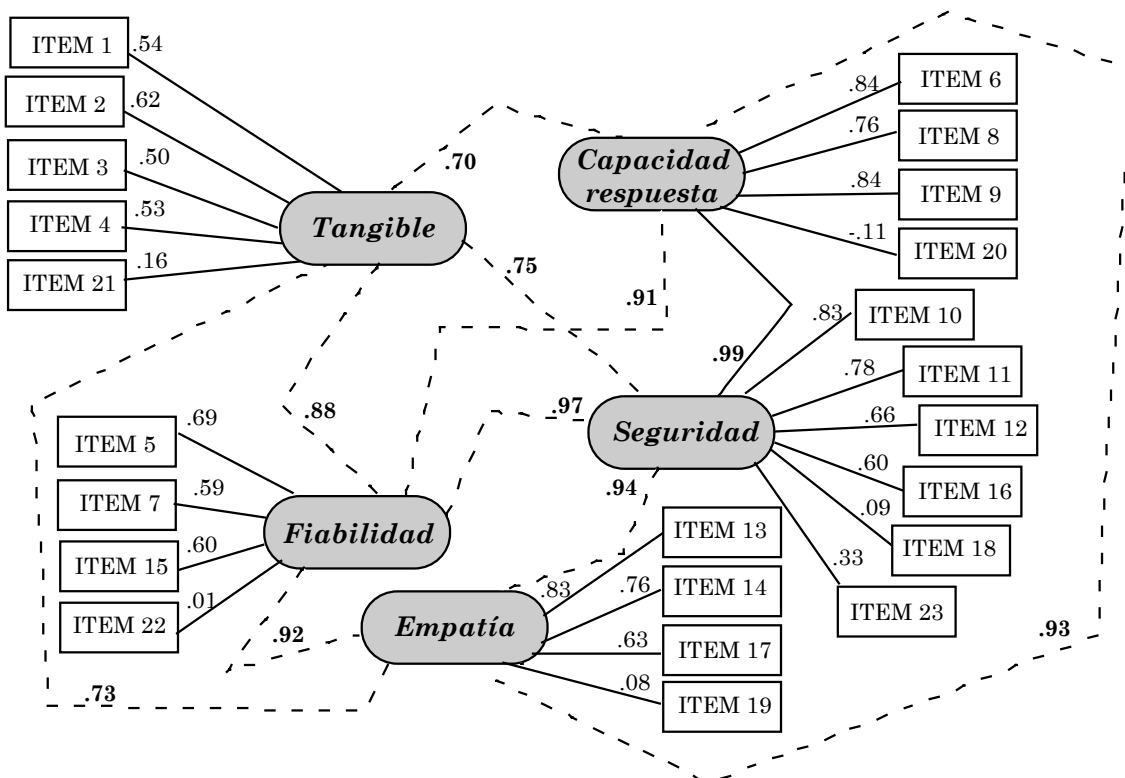 ITEM 1
.54
ITEM 2
.62
ITEM 3
.50
ITEM 4
.53
ITEM 21
.16
Tangible
.70
Capacidad
respuesta
.84
ITEM 6
.76
ITEM 8
.84
ITEM 9
-.11
ITEM 20
.75
.91
.99
.88
.97
Seguridad
.83
ITEM 10
.78
ITEM 11
.66
ITEM 12
.60
ITEM 16
.09
ITEM 18
.33
ITEM 23
.94
ITEM 5
.69
ITEM 7
.59
ITEM 15
.60
ITEM 22
.01
Fiabilidad
.92
.73
Empatía
.83
ITEM 13
.76
ITEM 14
.63
ITEM 17
.08
ITEM 19
.93